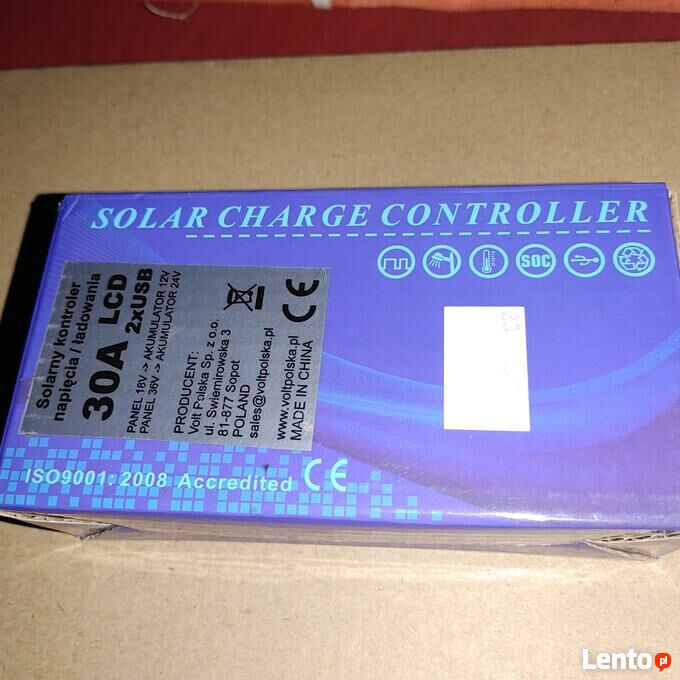 SOLAR CHARGE CONTROLLER
SOC
Solarny kontroler
napięcia / ładowania
30A LCD
2xUSB
PANEL 18V -> AKUMULATOR 12V
PANEL 36V -> AKUMULATOR 24V
PRODUCENT:
Volt Polska Sp. z o.o.
ul. Świemirowska 3
81-877 Sopot
POLAND
sales@voltpolska.pl
www.voltpolska.pl
MADE IN CHINA
CE
ISO9001: 2008 Accredited CE
Lento.pl